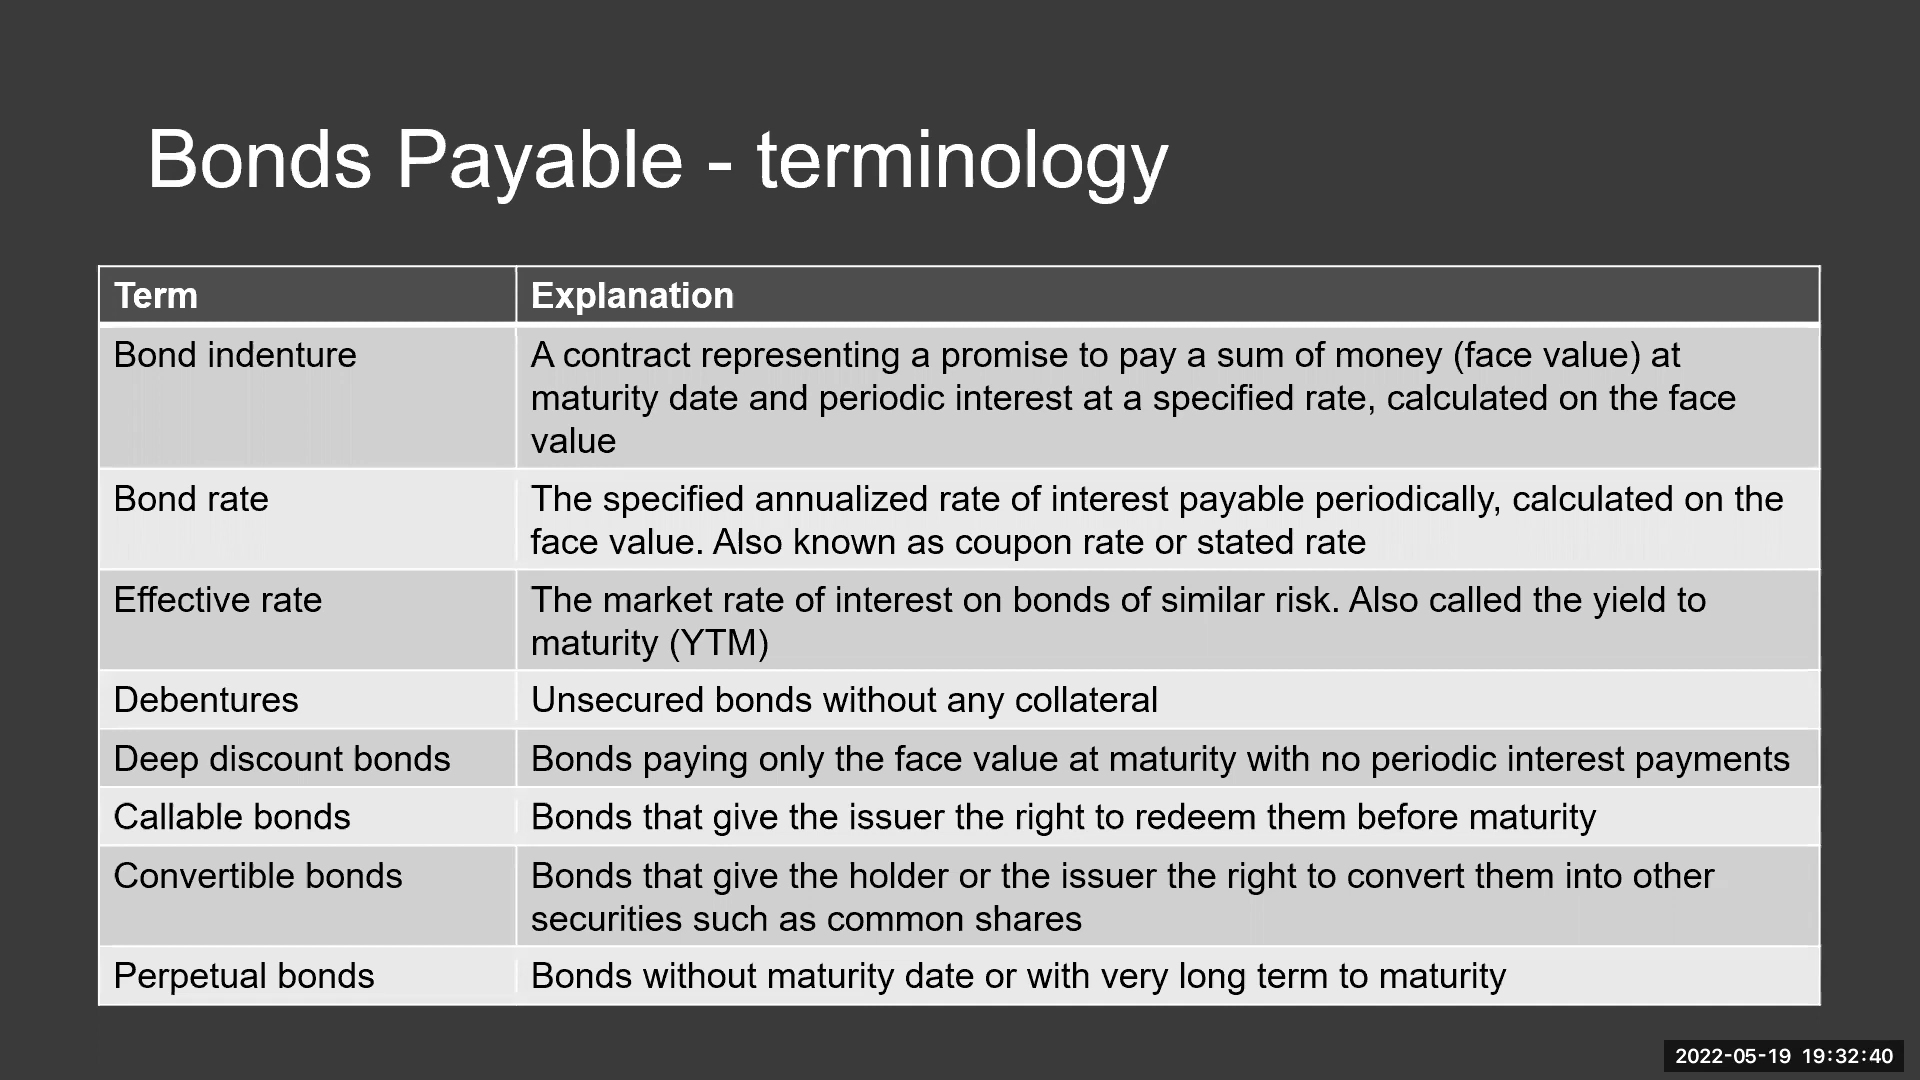 Bonds Payable - terminology
Term
Explanation
Bond indenture
A contract representing a promise to pay a sum of money (face value) at
maturity date and periodic interest at a specified rate, calculated on the face
value
Bond rate
The specified annualized rate of interest payable periodically, calculated on the
face value. Also known as coupon rate or stated rate
Effective rate
The market rate of interest on bonds of similar risk. Also called the yield to
maturity (YTM)
Debentures
Unsecured bonds without any collateral
Deep discount bonds
Bonds paying only the face value at maturity with no periodic interest payments
Callable bonds
Bonds that give the issuer the right to redeem them before maturity
Convertible bonds
Bonds that give the holder or the issuer the right to convert them into other
securities such as common shares
Perpetual bonds
Bonds without maturity date or with very long term to maturity
2022-05-19 19:32:40